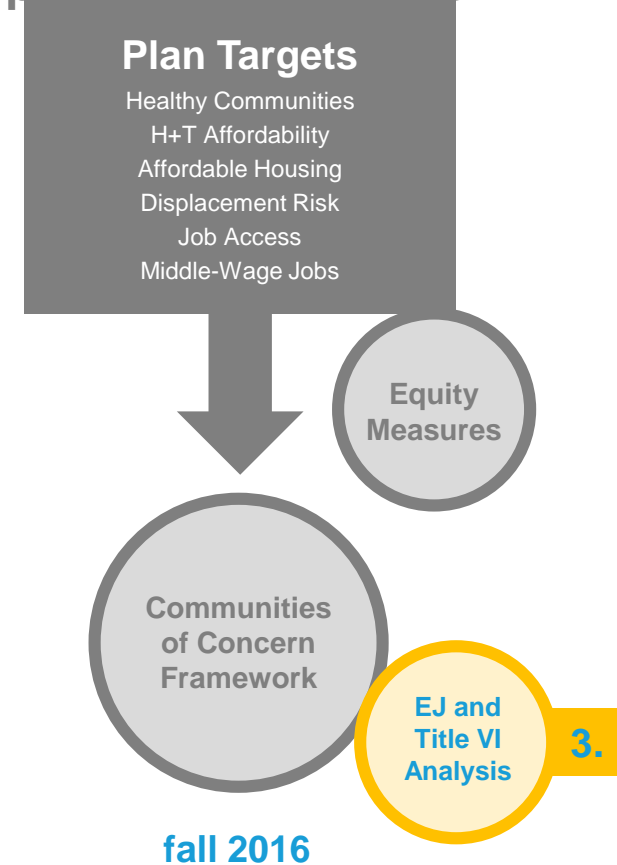 Plan Targets
Healthy Communities
H+T Affordability
Affordable Housing
Displacement Risk
Job Access
Middle-Wage Jobs
Equity
Measures
Communities
of Concern
Framework
EJ and
Title VI
Analysis
3.
fall 2016